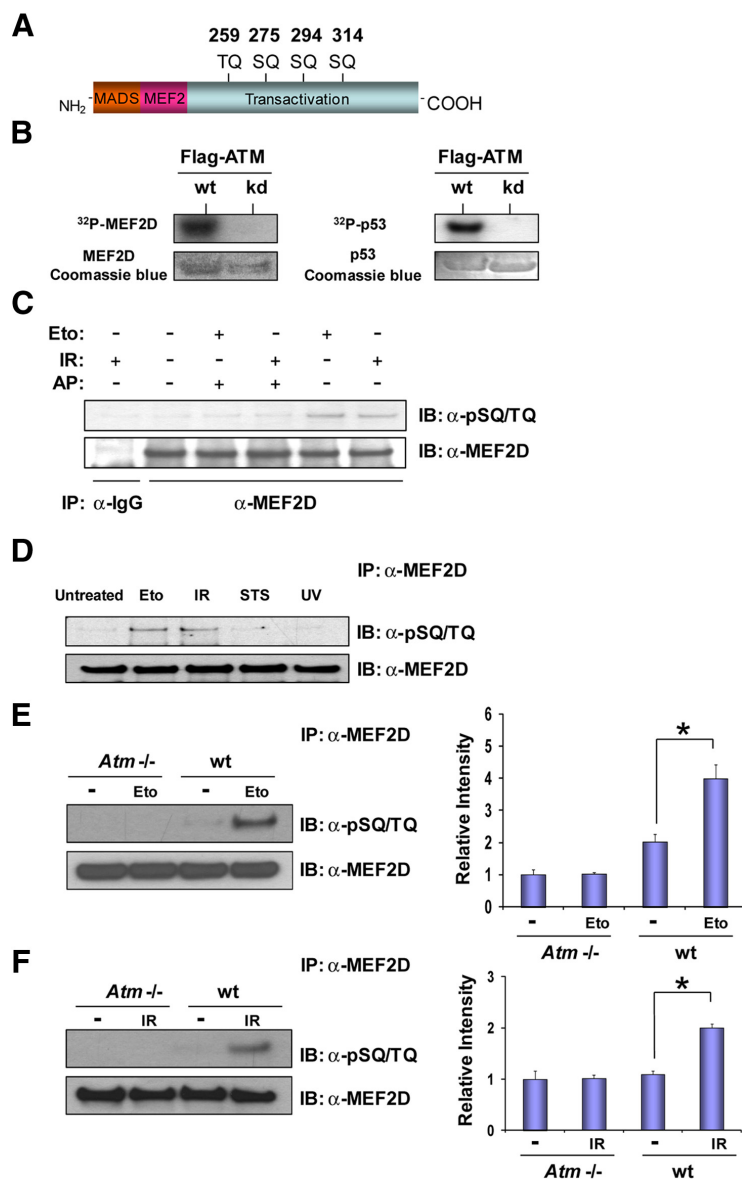 A
259 275 294 314
TQ SQ SQ SQ
NH2 MADS MEF2 Transactivation COOH
B
Flag-ATM
wt kd
32P-MEF2D
MEF2D
Coomassie blue
Flag-ATM
wt kd
32P-p53
p53
Coomassie blue
C
Eto: - - + - + -
IR: + - - + - +
AP: - - + + - -
IB: α-pSQ/TQ
IB: α-MEF2D
IP: α-IgG α-MEF2D
D
IP: α-MEF2D
Untreated Eto IR STS UV
IB: α-pSQ/TQ
IB: α-MEF2D
E
IP: α-MEF2D
Atm -/- wt
- Eto - Eto
IB: α-pSQ/TQ
IB: α-MEF2D
Relative Intensity
6
5
4
3
2
1
0
*
- Eto - Eto
Atm -/- wt
F
IP: α-MEF2D
Atm -/- wt
- IR - IR
IB: α-pSQ/TQ
IB: α-MEF2D
Relative Intensity
3
2
1
0
*
- IR - IR
Atm -/- wt